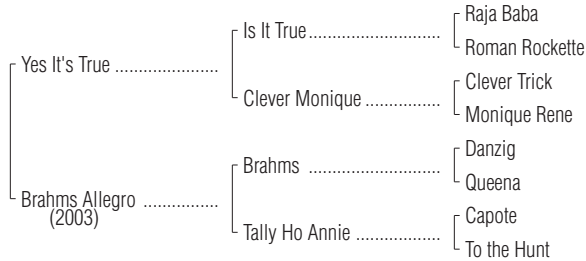 Raja Baba
Is It True
Roman Rockette
Yes It's True
Clever Trick
Clever Monique
Monique Rene
Danzig
Brahms
Queena
Brahms Allegro
(2003)
Capote
Tally Ho Annie
To the Hunt